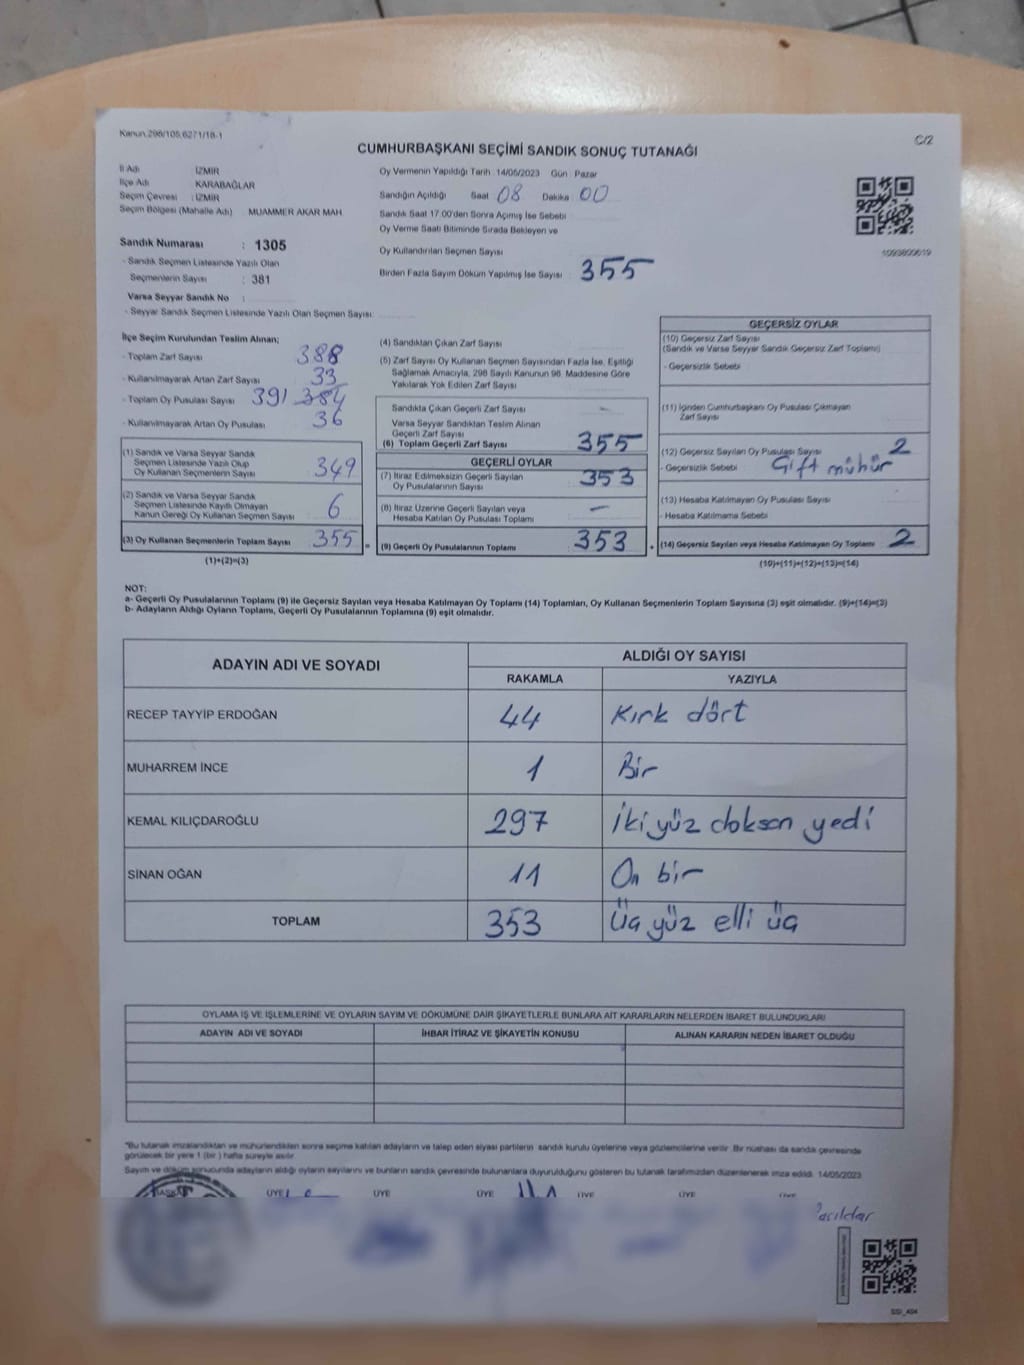 Kanun.298/105,6271/18-1
C/2
CUMHURBAŞKANI SEÇİMİ SANDIK SONUÇ TUTANAĞI
İl Adı İZMİR
İlçe Adı KARABAĞLAR
Seçim Çevresi : İZMİR
Seçim Bölgesi (Mahalle Adı) : MUAMMER AKAR MAH
Sandık Numarası : 1305
- Sandık Seçmen Listesinde Yazılı Olan
Seçmenlerin Sayısı : 381
Varsa Seyyar Sandık No :
- Seyyar Sandık Seçmen Listesinde Yazılı Olan Seçmen Sayısı:
Oy Vermenin Yapıldığı Tarih : 14/05/2023 Gün : Pazar
Sandığın Açıldığı Saat 08 Dakika 00
Sandık Saat 17.00'den Sonra Açımış İse Sebebi
Oy Verme Saati Bitiminde Sırada Bekleyen ve
Oy Kullandırılan Seçmen Sayısı
Birden Fazla Sayım Döküm Yapılmış İse Sayısı : 355
1093800619
İlçe Seçim Kurulundan Teslim Alınan;
- Toplam Zarf Sayısı 388
- Kullanılmayarak Artan Zarf Sayısı 33
- Toplam Oy Pusulası Sayısı 391 384
- Kullanılmayarak Artan Oy Pusulası 36
(1) Sandık ve Varsa Seyyar Sandık
Seçmen Listesinde Yazılı Olup
Oy Kullanan Seçmenlerin Sayısı 349
(2) Sandık ve Varsa Seyyar Sandık
Seçmen Listesinde Kayıtlı Olmayan
Kanun Gereği Oy Kullanan Seçmen Sayısı 6
(3) Oy Kullanan Seçmenlerin Toplam Sayısı 355 =
(1)+(2)=(3)
(4) Sandıktan Çıkan Zarf Sayısı
(5) Zarf Sayısı Oy Kullanan Seçmen Sayısından Fazla İse, Eşitliği
Sağlamak Amacıyla, 298 Sayılı Kanunun 98. Maddesine Göre
Yakılarak Yok Edilen Zarf Sayısı
Sandıkta Çıkan Geçerli Zarf Sayısı –
Varsa Seyyar Sandıktan Teslim Alınan
Geçerli Zarf Sayısı
(6) Toplam Geçerli Zarf Sayısı 355
GEÇERLİ OYLAR
(7) İtiraz Edilmeksizin Geçerli Sayılan
Oy Pusulalarının Sayısı 353
(8) İtiraz Üzerine Geçerli Sayılan veya
Hesaba Katılan Oy Pusulası Toplamı –
(9) Geçerli Oy Pusulalarının Toplamı 353 +
GEÇERSİZ OYLAR
(10) Geçersiz Zarf Sayısı
(Sandık ve Varsa Seyyar Sandık Geçersiz Zarf Toplamı)
- Geçersizlik Sebebi
(11) İçinden Cumhurbaşkanı Oy Pusulası Çıkmayan
Zarf Sayısı
(12) Geçersiz Sayılan Oy Pusulası Sayısı 2
- Geçersizlik Sebebi Çift mühür
(13) Hesaba Katılmayan Oy Pusulası Sayısı
- Hesaba Katılmama Sebebi
(14) Geçersiz Sayılan veya Hesaba Katılmayan Oy Toplamı 2
(10)+(11)+(12)+(13)=(14)
NOT:
a- Geçerli Oy Pusulalarının Toplamı (9) ile Geçersiz Sayılan veya Hesaba Katılmayan Oy Toplamı (14) Toplamları, Oy Kullanan Seçmenlerin Toplam Sayısına (3) eşit olmalıdır. (9)+(14)=(3)
b- Adayların Aldığı Oyların Toplamı, Geçerli Oy Pusulalarının Toplamına (9) eşit olmalıdır.
ADAYIN ADI VE SOYADI
ALDIĞI OY SAYISI
RAKAMLA YAZIYLA
RECEP TAYYİP ERDOĞAN 44 Kırk dört
MUHARREM İNCE 1 Bir
KEMAL KILIÇDAROĞLU 297 İki yüz doksan yedi
SİNAN OĞAN 11 On bir
TOPLAM 353 Üç yüz elli üç
OYLAMA İŞ VE İŞLEMLERİNE VE OYLARIN SAYIM VE DÖKÜMÜNE DAİR ŞİKAYETLERLE BUNLARA AİT KARARLARIN NELERDEN İBARET BULUNDUKLARI
ADAYIN ADI VE SOYADI İHBAR İTİRAZ VE ŞİKAYETİN KONUSU ALINAN KARARIN NEDEN İBARET OLDUĞU
*Bu tutanak imzalandıktan ve mühürlendikten sonra seçime katılan adayların ve talep eden siyasi partilerin sandık kurulu üyelerine veya gözlemcilerine verilir. Bir nushası da sandık çevresinde
görülecek bir yere 1 (bir ) hafta süreyle asılır.
Sayım ve döküm sonucunda adayların aldığı oyların sayılarını ve bunların sandık çevresinde bulunanlara duyurulduğunu gösteren bu tutanak tarafımızdan düzenlenerek imza edildi. 14/05/2023
BAŞKAN ÜYE ÜYE ÜYE ÜYE ÜYE
SSI_404